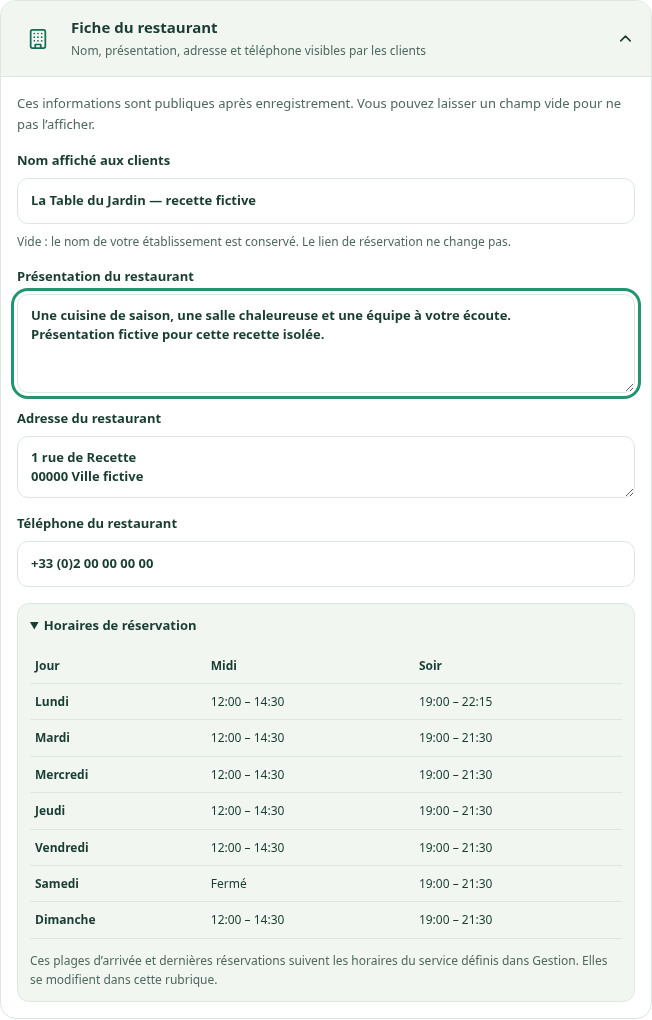 Fiche du restaurant
Nom, présentation, adresse et téléphone visibles par les clients
Ces informations sont publiques après enregistrement. Vous pouvez laisser un champ vide pour ne
pas l’afficher.
Nom affiché aux clients
La Table du Jardin — recette fictive
Vide : le nom de votre établissement est conservé. Le lien de réservation ne change pas.
Présentation du restaurant
Une cuisine de saison, une salle chaleureuse et une équipe à votre écoute.
Présentation fictive pour cette recette isolée.
Adresse du restaurant
1 rue de Recette
00000 Ville fictive
Téléphone du restaurant
+33 (0)2 00 00 00 00
▼ Horaires de réservation
Jour Midi Soir
Lundi 12:00 – 14:30 19:00 – 22:15
Mardi 12:00 – 14:30 19:00 – 21:30
Mercredi 12:00 – 14:30 19:00 – 21:30
Jeudi 12:00 – 14:30 19:00 – 21:30
Vendredi 12:00 – 14:30 19:00 – 21:30
Samedi Fermé 19:00 – 21:30
Dimanche 12:00 – 14:30 19:00 – 21:30
Ces plages d’arrivée et dernières réservations suivent les horaires du service définis dans Gestion. Elles
se modifient dans cette rubrique.